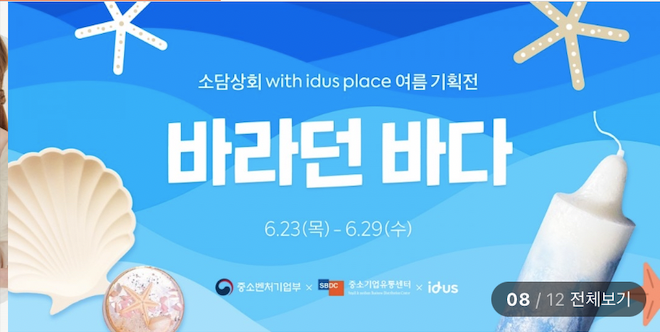 소담상회 with idus place 여름 기획전
바라던 바다
6.23(목) - 6.29(수)
중소벤처기업부 × SBDC 중소기업유통센터 × idus
08 / 12 전체보기